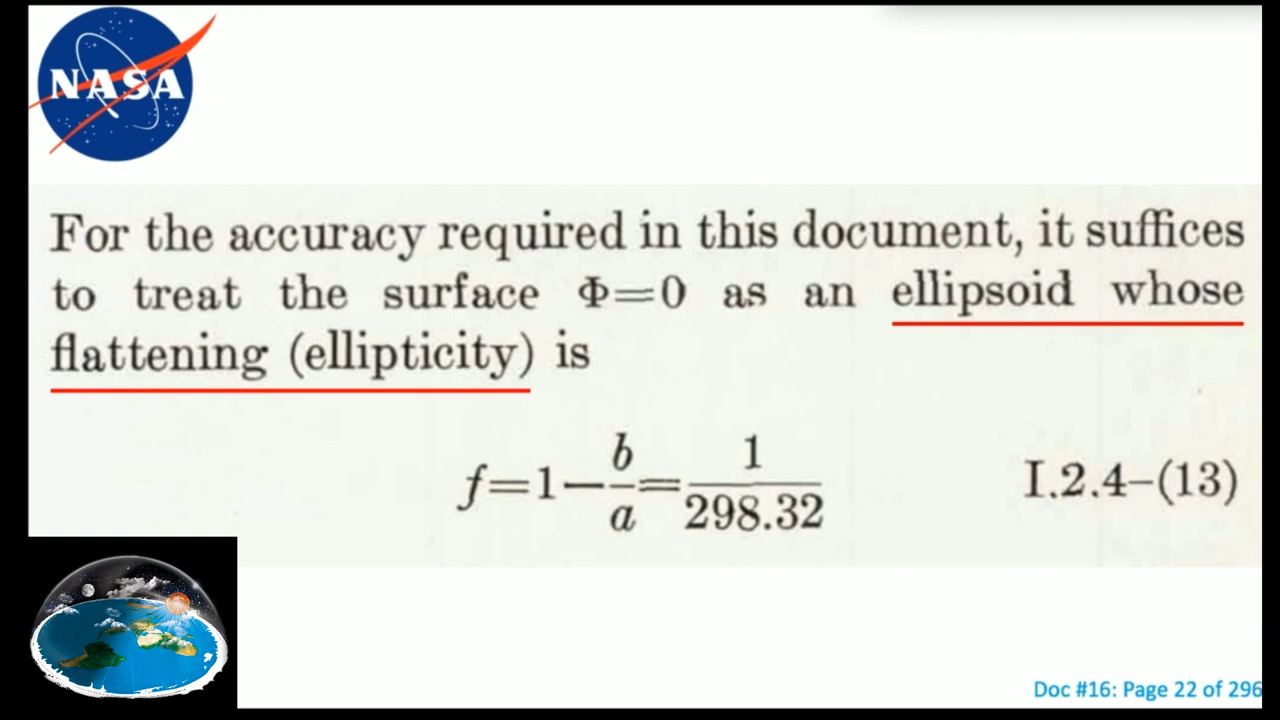 NASA
For the accuracy required in this document, it suffices
to treat the surface Φ=0 as an ellipsoid whose
flattening (ellipticity) is
f=1−b/a=1/298.32 I.2.4–(13)
Doc #16: Page 22 of 296